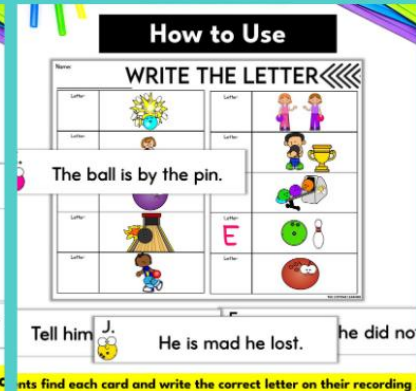 How to Use
Name:
WRITE THE LETTER
Letter
Letter
Letter
Letter
The ball is by the pin.
Letter
Letter
E
Letter
Letter
Tell him
J.
He is mad he lost.
he did no
nts find each card and write the correct letter on their recording